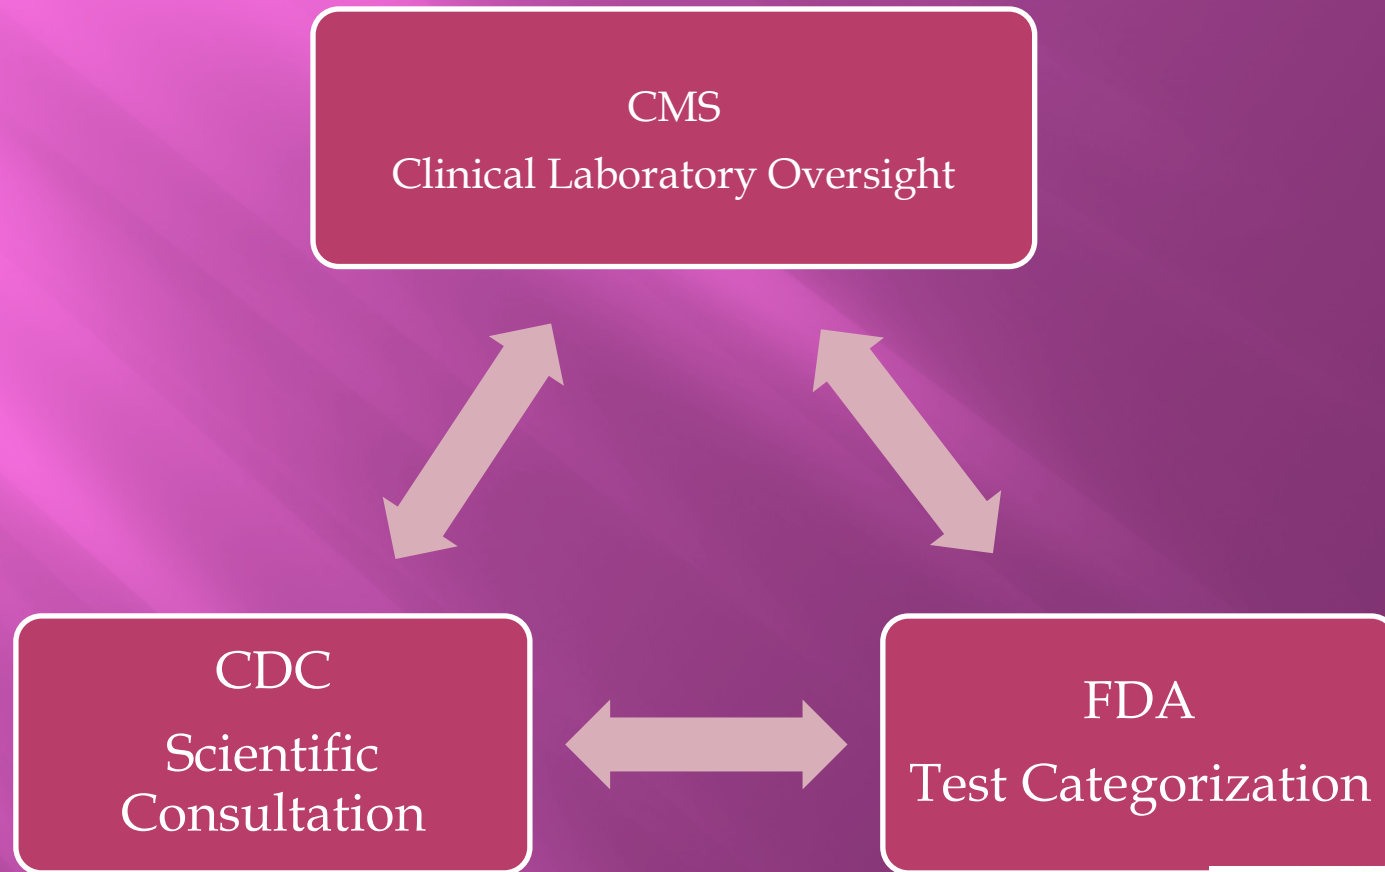 CMS
Clinical Laboratory Oversight
CDC
Scientific
Consultation
FDA
Test Categorization